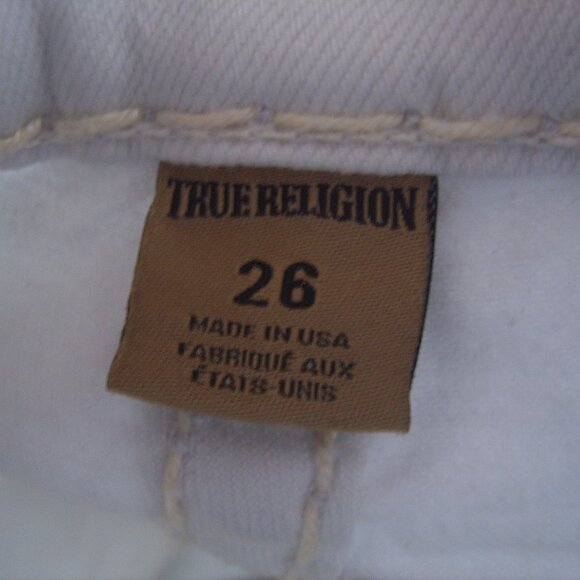 TRUE RELIGION
26
MADE IN USA
FABRIQUÉ AUX
ÉTATS-UNIS